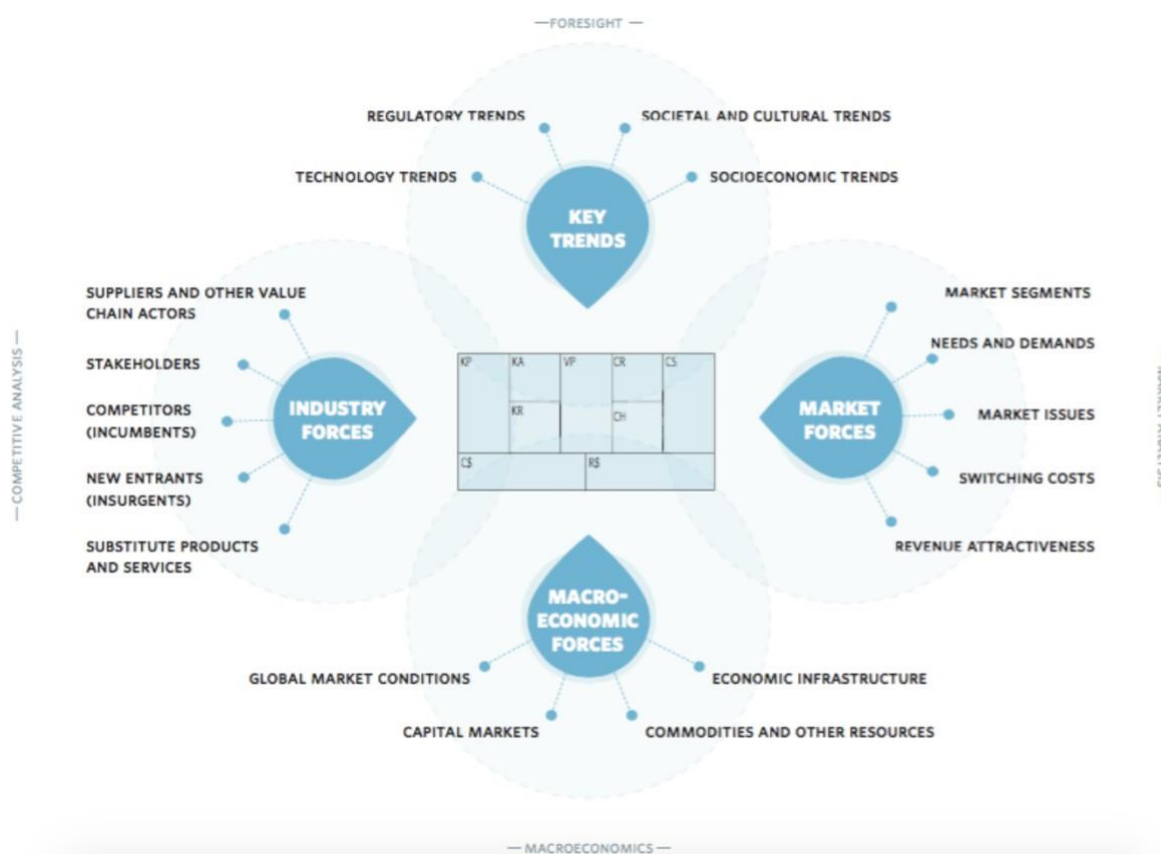 —FORESIGHT —
REGULATORY TRENDS
SOCIETAL AND CULTURAL TRENDS
TECHNOLOGY TRENDS
SOCIOECONOMIC TRENDS
KEY
TRENDS
—COMPETITIVE ANALYSIS—
SUPPLIERS AND OTHER VALUE
CHAIN ACTORS
STAKEHOLDERS
COMPETITORS
(INCUMBENTS)
NEW ENTRANTS
(INSURGENTS)
SUBSTITUTE PRODUCTS
AND SERVICES
INDUSTRY
FORCES
KP
KA
VP
CR
CS
KR
CH
C$
R$
MARKET
FORCES
MARKET SEGMENTS
NEEDS AND DEMANDS
MARKET ISSUES
SWITCHING COSTS
REVENUE ATTRACTIVENESS
MACRO-
ECONOMIC
FORCES
GLOBAL MARKET CONDITIONS
ECONOMIC INFRASTRUCTURE
CAPITAL MARKETS
COMMODITIES AND OTHER RESOURCES
— MACROECONOMICS —